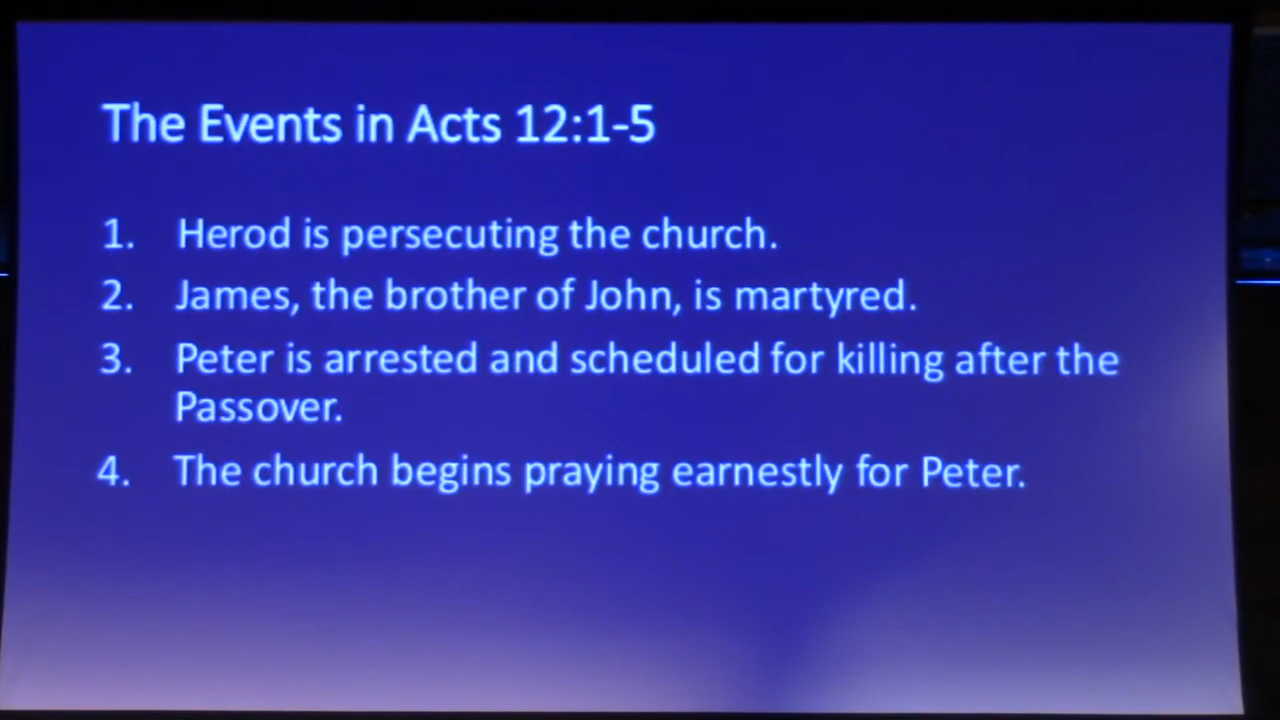 The Events in Acts 12:1-5
1. Herod is persecuting the church.
2. James, the brother of John, is martyred.
3. Peter is arrested and scheduled for killing after the
Passover.
4. The church begins praying earnestly for Peter.